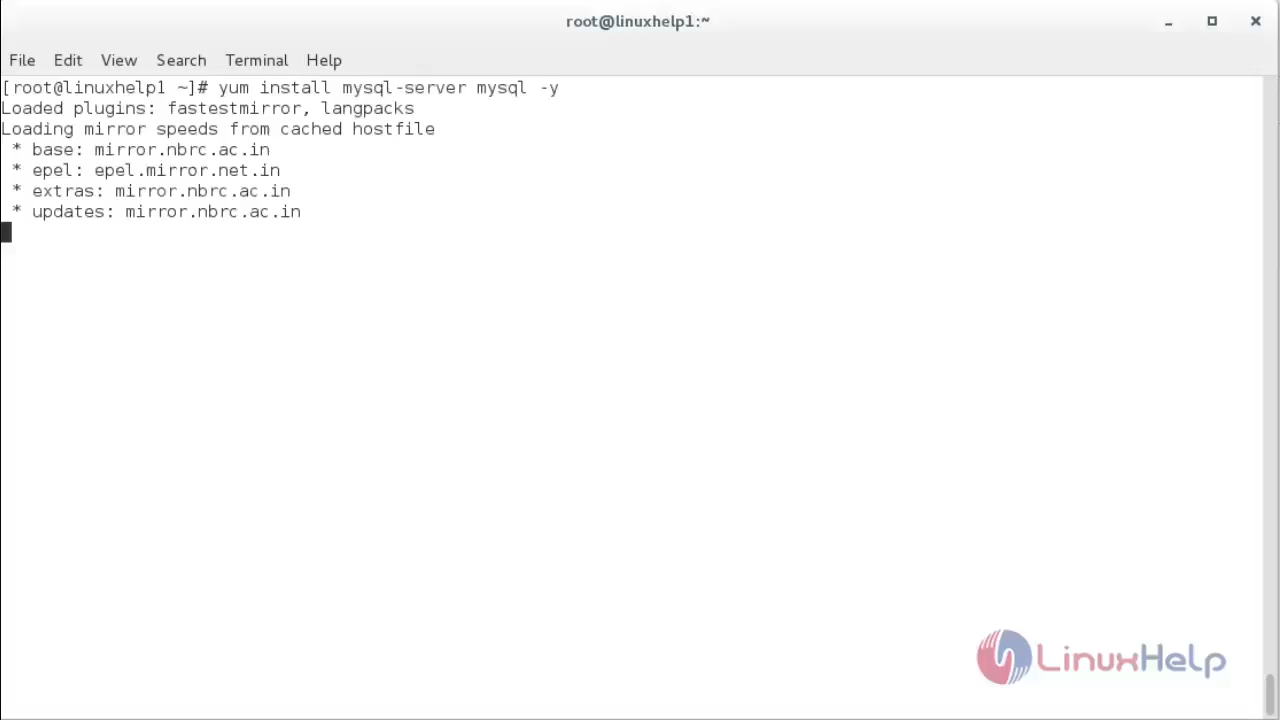 root@linuxhelp1:~
File Edit View Search Terminal Help
[root@linuxhelp1 ~]# yum install mysql-server mysql -y
Loaded plugins: fastestmirror, langpacks
Loading mirror speeds from cached hostfile
 * base: mirror.nbrc.ac.in
 * epel: epel.mirror.net.in
 * extras: mirror.nbrc.ac.in
 * updates: mirror.nbrc.ac.in
LinuxHelp